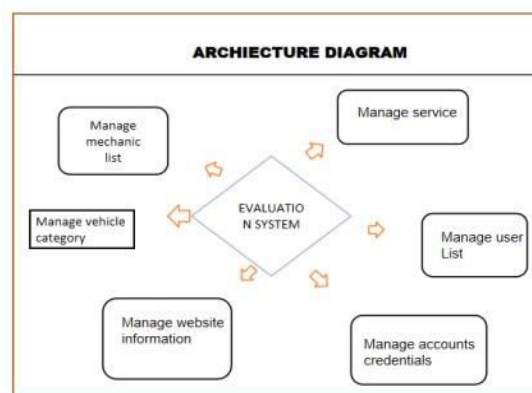 ARCHIECTURE DIAGRAM
Manage
mechanic
list
Manage service
Manage vehicle
category
EVALUATIO
N SYSTEM
Manage user
List
Manage website
information
Manage accounts
credentials